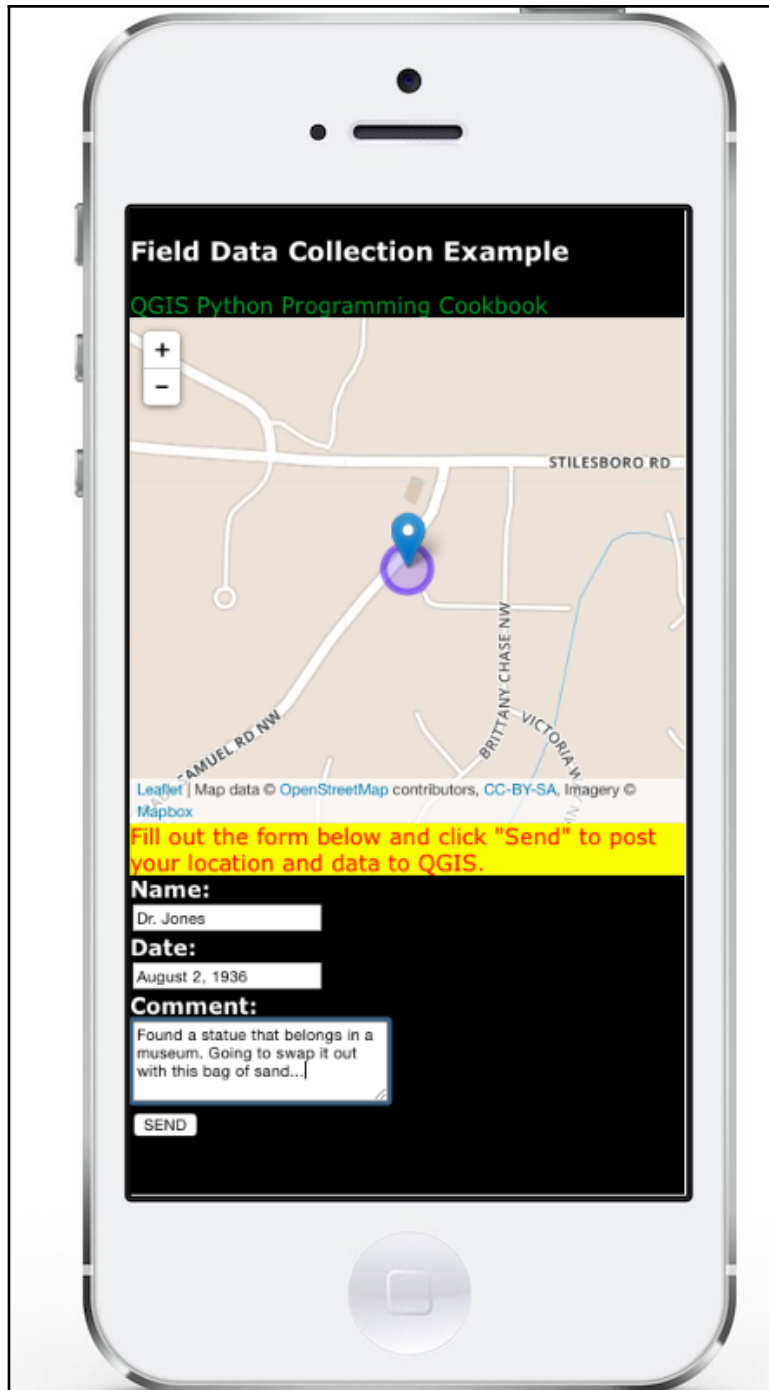 Field Data Collection Example
QGIS Python Programming Cookbook
+
−
STILESBORO RD
SAMUEL RD NW
BRITTANY CHASE NW
VICTORIA
Leaflet | Map data © OpenStreetMap contributors, CC-BY-SA, Imagery ©
Mapbox
Fill out the form below and click "Send" to post
your location and data to QGIS.
Name:
Dr. Jones
Date:
August 2, 1936
Comment:
Found a statue that belongs in a
museum. Going to swap it out
with this bag of sand...
SEND